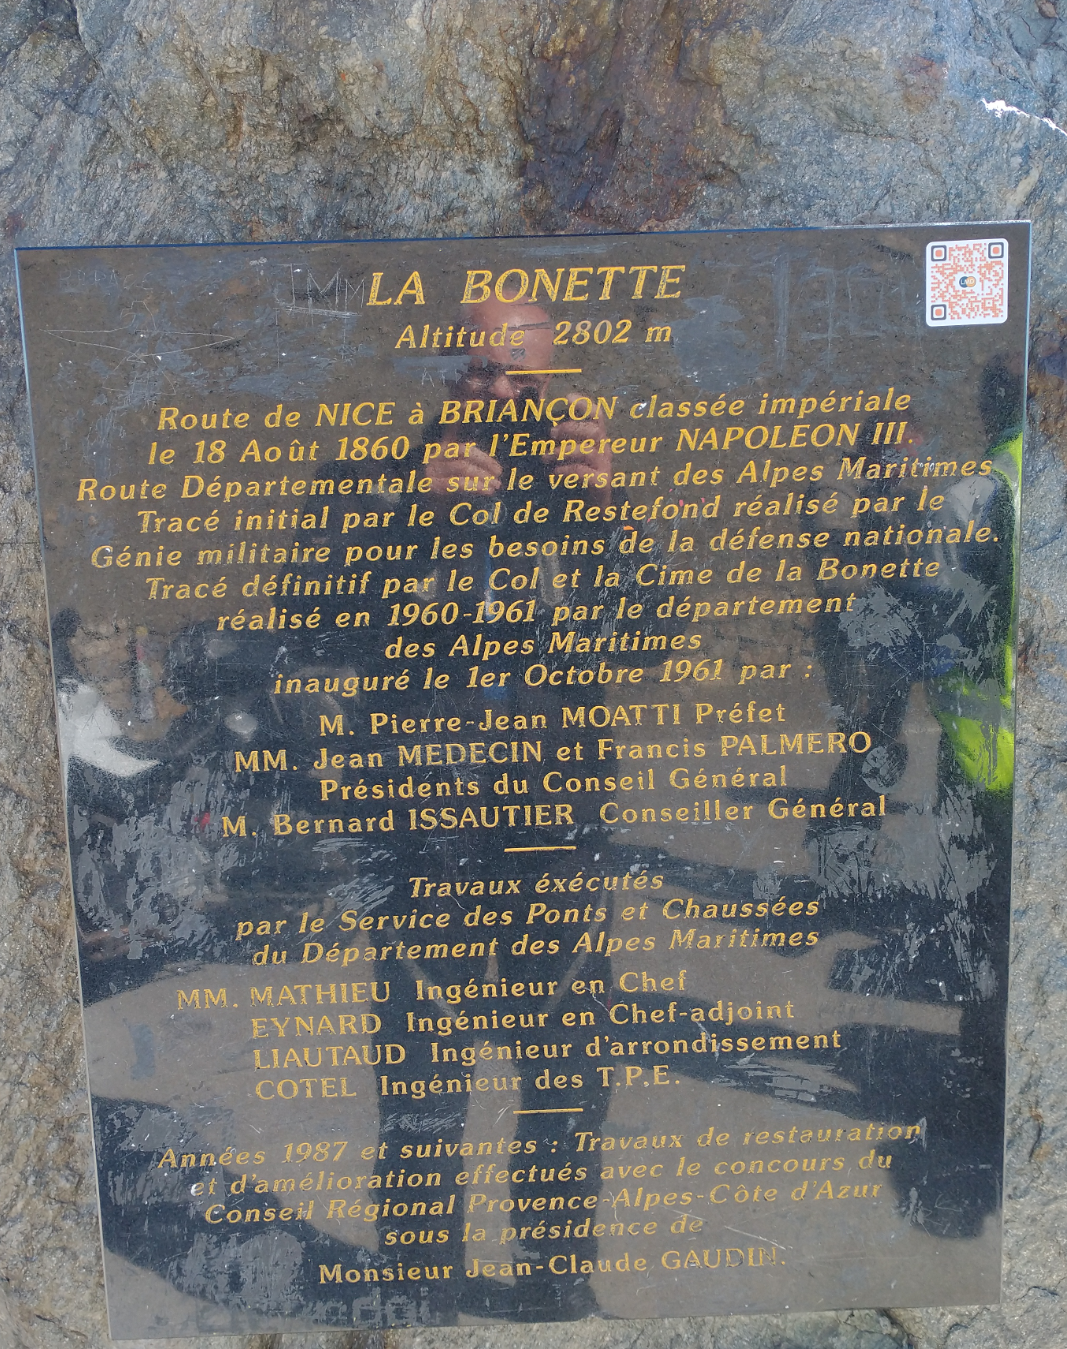 LA BONETTE
Altitude 2802 m
Route de NICE à BRIANÇON classée impériale
le 18 Août 1860 par l'Empereur NAPOLEON III.
Route Départementale sur le versant des Alpes Maritimes
Tracé initial par le Col de Restefond réalisé par le
Génie militaire pour les besoins de la défense nationale.
Tracé définitif par le Col et la Cime de la Bonette
réalisé en 1960-1961 par le département
des Alpes Maritimes
inauguré le 1er Octobre 1961 par :
M. Pierre-Jean MOATTI Préfet
MM. Jean MEDECIN et Francis PALMERO
Présidents du Conseil Général
M. Bernard ISSAUTIER Conseiller Général
Travaux éxécutés
par le Service des Ponts et Chaussées
du Département des Alpes Maritimes
MM. MATHIEU Ingénieur en Chef
EYNARD Ingénieur en Chef-adjoint
LIAUTAUD Ingénieur d'arrondissement
COTEL Ingénieur des T.P.E.
Années 1987 et suivantes : Travaux de restauration
et d'amélioration effectués avec le concours du
Conseil Régional Provence-Alpes-Côte d'Azur
sous la présidence de
Monsieur Jean-Claude GAUDIN.